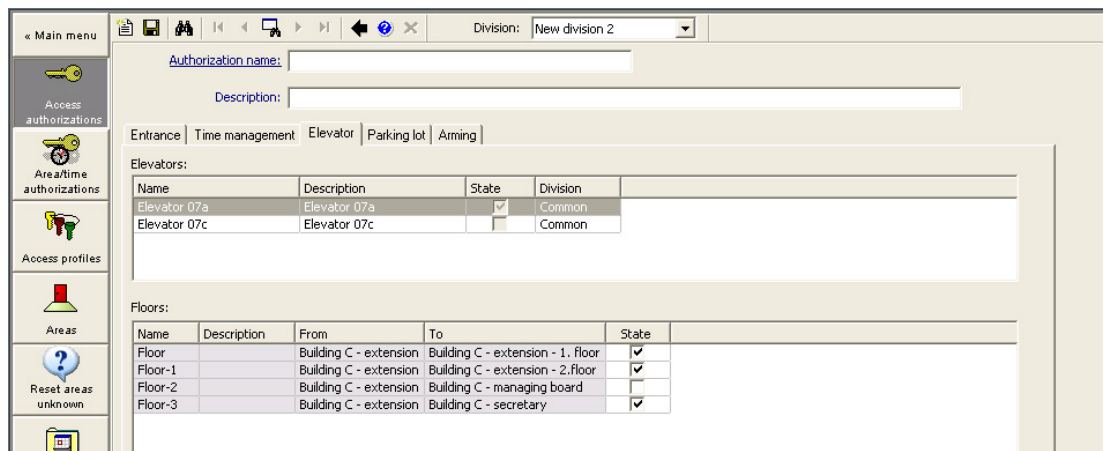 « Main menu
Division: New division 2
Authorization name:
Description:
Access
authorizations
Area/time
authorizations
Access profiles
Areas
Reset areas
unknown
Entrance Time management Elevator Parking lot Arming
Elevators:
Name Description State Division
Elevator 07a Elevator 07a Common
Elevator 07c Elevator 07c Common
Floors:
Name Description From To State
Floor Building C - extension Building C - extension - 1. floor
Floor-1 Building C - extension Building C - extension - 2.floor
Floor-2 Building C - extension Building C - managing board
Floor-3 Building C - extension Building C - secretary